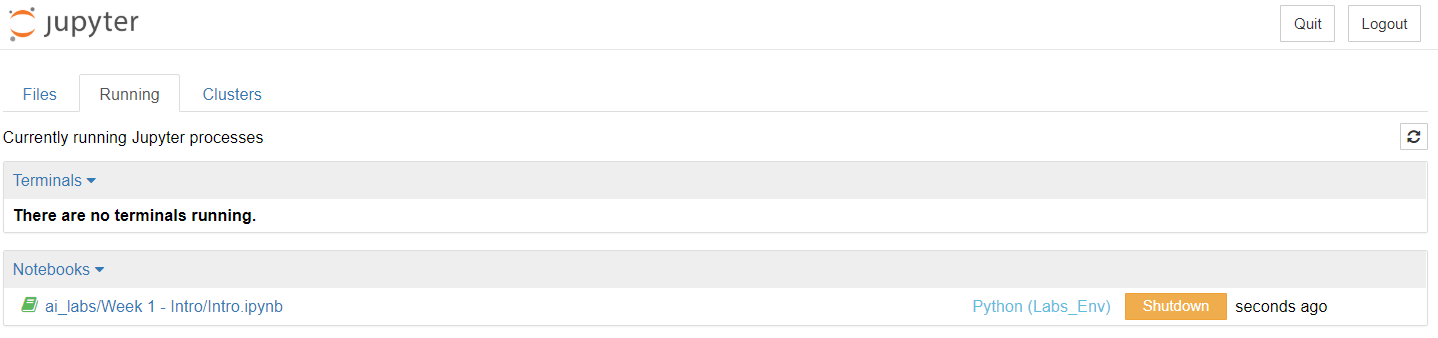 jupyter Quit Logout
Files Running Clusters
Currently running Jupyter processes
Terminals
There are no terminals running.
Notebooks
ai_labs/Week 1 - Intro/Intro.ipynb Python (Labs_Env) Shutdown seconds ago